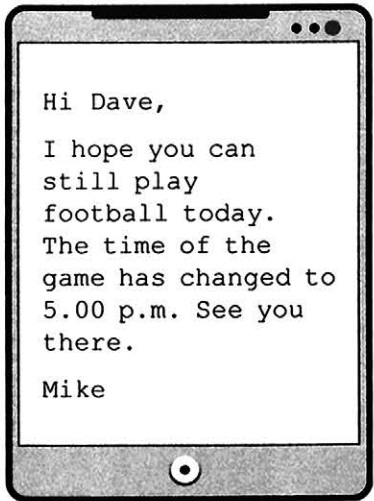 Hi Dave,
I hope you can
still play
football today.
The time of the
game has changed to
5.00 p.m. See you
there.
Mike